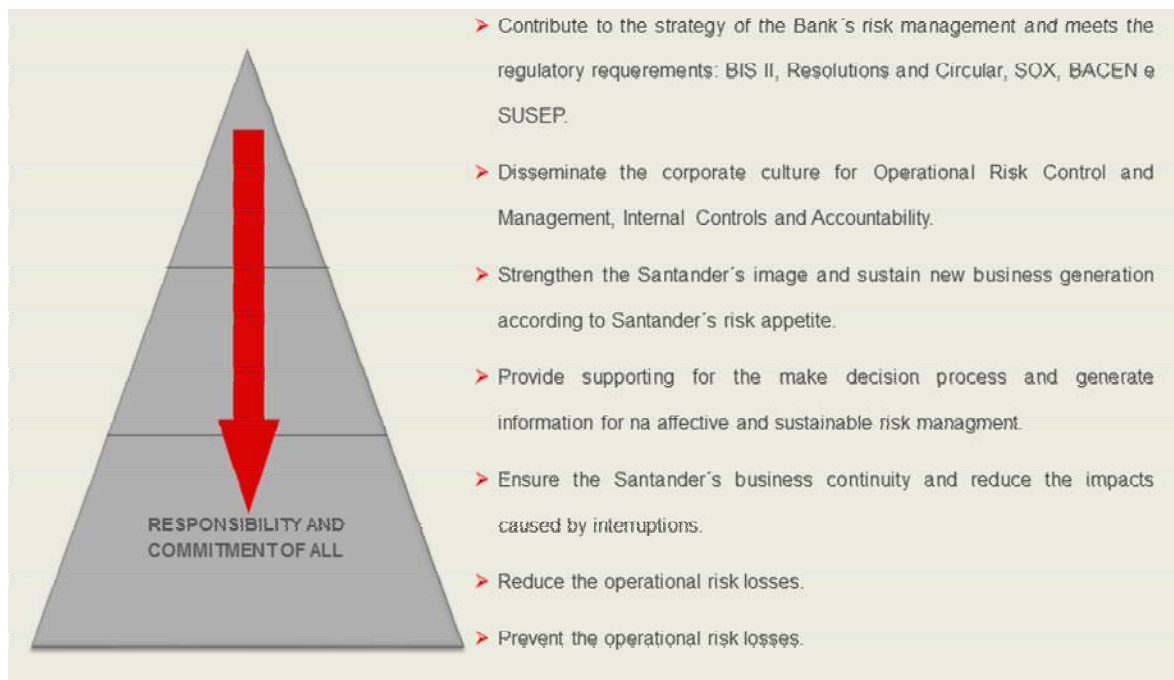 Contribute to the strategy of the Bank´s risk management and meets the
regulatory requerements: BIS II, Resolutions and Circular, SOX, BACEN e
SUSEP.
Disseminate the corporate culture for Operational Risk Control and
Management, Internal Controls and Accountability.
Strengthen the Santander´s image and sustain new business generation
according to Santander´s risk appetite.
Provide supporting for the make decision process and generate
information for na affective and sustainable risk managment.
Ensure the Santander´s business continuity and reduce the impacts
caused by interruptions.
Reduce the operational risk losses.
Prevent the operational risk losses.
RESPONSIBILITY AND
COMMITMENT OF ALL